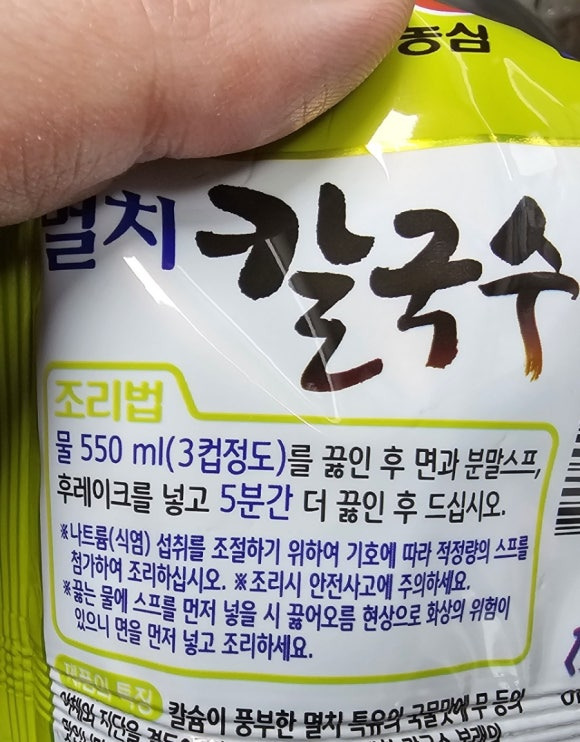 농심
멸치 칼국수
조리법
물 550 ml(3컵정도)를 끓인 후 면과 분말스프,
후레이크를 넣고 5분간 더 끓인 후 드십시오.
※나트륨(식염) 섭취를 조절하기 위하여 기호에 따라 적정량의 스프를
첨가하여 조리하십시오. ※조리시 안전사고에 주의하세요.
※끓는 물에 스프를 먼저 넣을 시 끓어오름 현상으로 화상의 위험이
있으니 면을 먼저 넣고 조리하세요.
제품의 특징
칼슘이 풍부한 멸치 특유의 국물맛에 무 등의